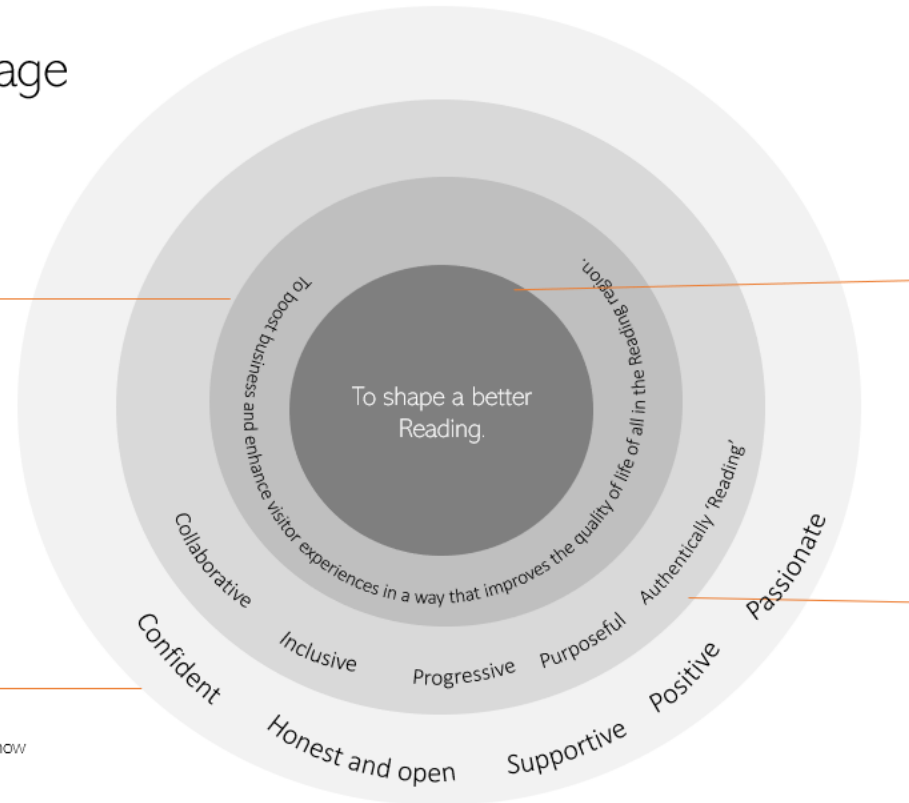 age
To shape a better
Reading.
To boost business and enhance visitor experiences in a way that improves the quality of life of all in the Reading region.
Collaborative
Inclusive
Progressive
Purposeful
Authentically ‘Reading’
Confident
Honest and open
Supportive
Positive
Passionate
now